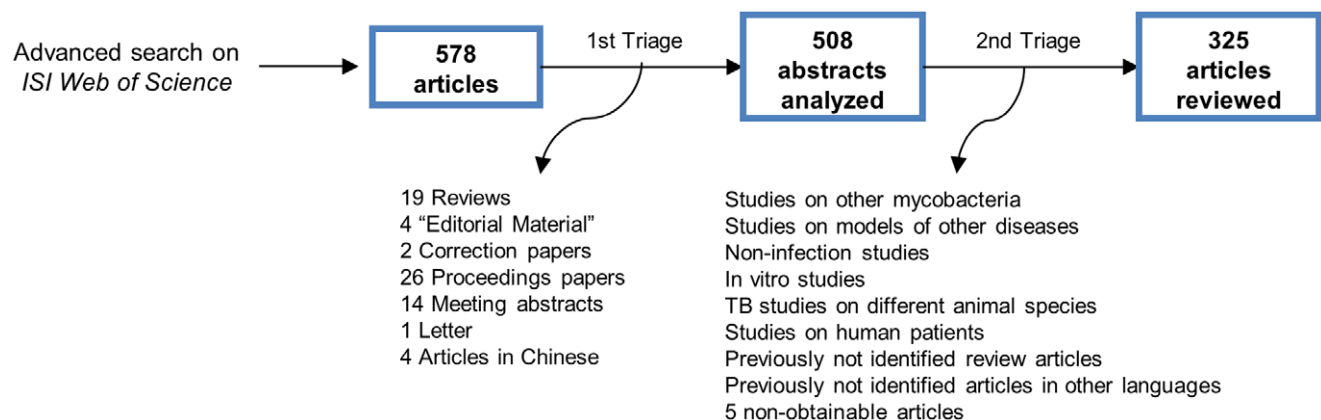 Advanced search on
ISI Web of Science
578
articles
1st Triage
508
abstracts
analyzed
2nd Triage
325
articles
reviewed
19 Reviews
4 “Editorial Material”
2 Correction papers
26 Proceedings papers
14 Meeting abstracts
1 Letter
4 Articles in Chinese
Studies on other mycobacteria
Studies on models of other diseases
Non-infection studies
In vitro studies
TB studies on different animal species
Studies on human patients
Previously not identified review articles
Previously not identified articles in other languages
5 non-obtainable articles